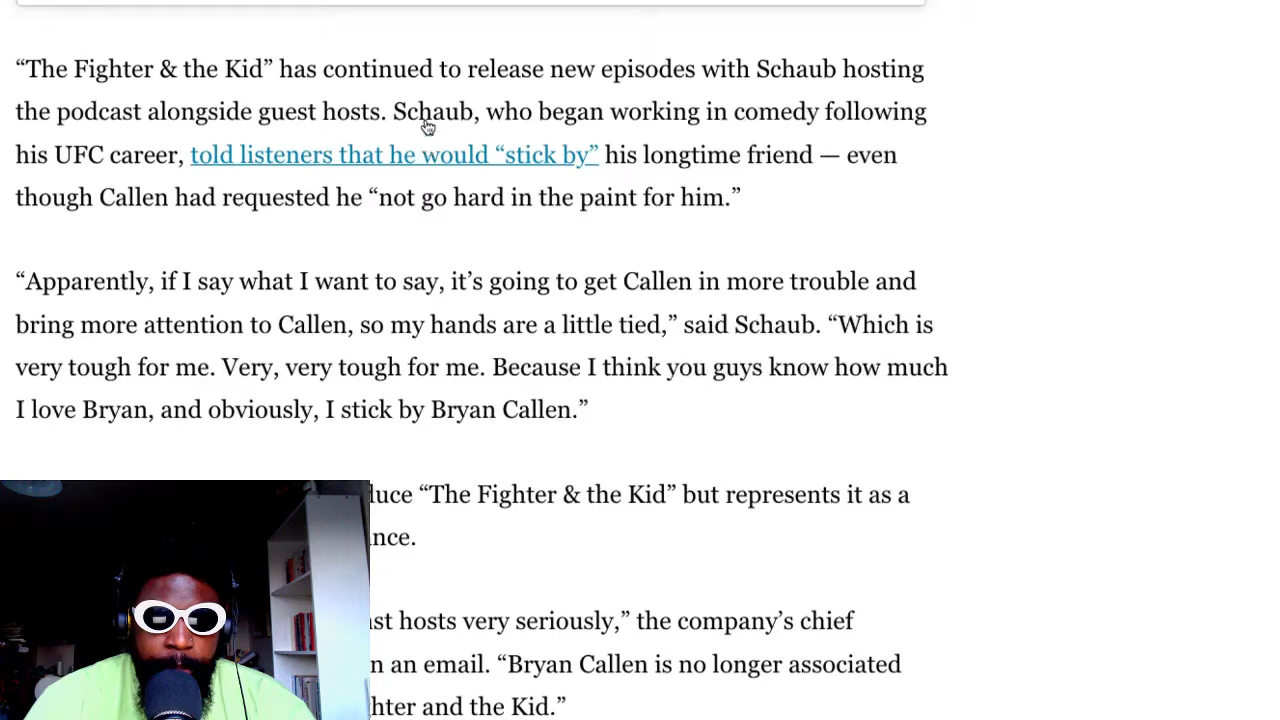 “The Fighter & the Kid” has continued to release new episodes with Schaub hosting
the podcast alongside guest hosts. Schaub, who began working in comedy following
his UFC career, told listeners that he would “stick by” his longtime friend — even
though Callen had requested he “not go hard in the paint for him.”
“Apparently, if I say what I want to say, it’s going to get Callen in more trouble and
bring more attention to Callen, so my hands are a little tied,” said Schaub. “Which is
very tough for me. Very, very tough for me. Because I think you guys know how much
I love Bryan, and obviously, I stick by Bryan Callen.”
“The Fighter & the Kid” but represents it as a
hosts very seriously,” the company’s chief
an email. “Bryan Callen is no longer associated
and the Kid.”